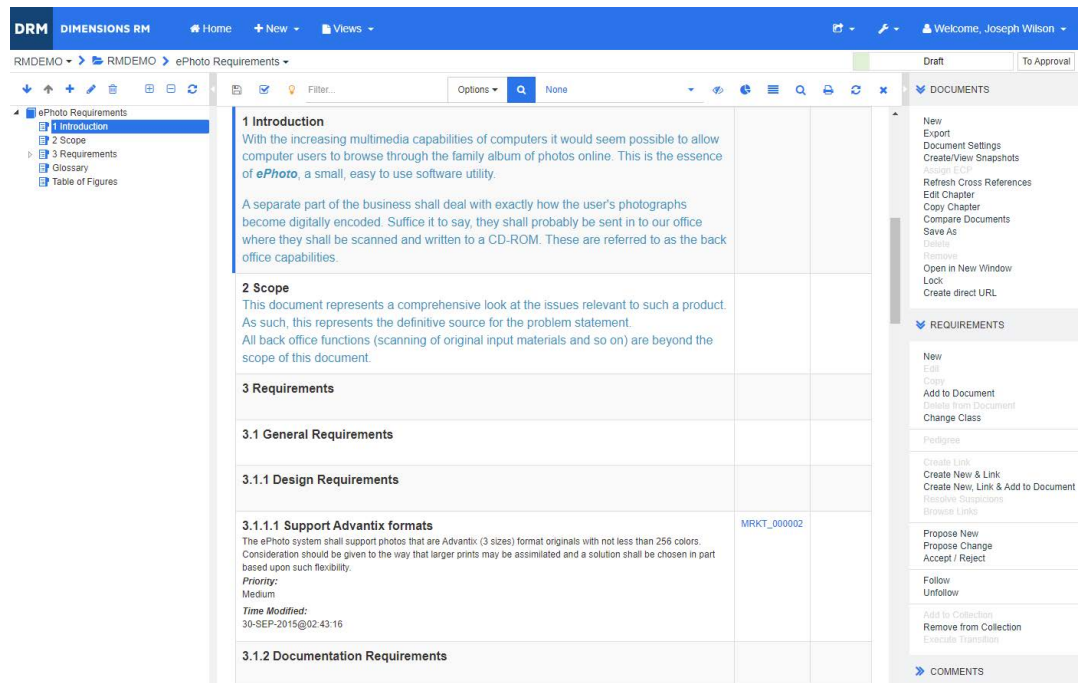 DRM DIMENSIONS RM Home New Views Welcome, Joseph Wilson
RMDEMO RMDEMO ePhoto Requirements Draft To Approval
Filter... Options None
ePhoto Requirements
1 Introduction
2 Scope
3 Requirements
Glossary
Table of Figures
1 Introduction
With the increasing multimedia capabilities of computers it would seem possible to allow
computer users to browse through the family album of photos online. This is the essence
of ePhoto, a small, easy to use software utility.
A separate part of the business shall deal with exactly how the user's photographs
become digitally encoded. Suffice it to say, they shall probably be sent in to our office
where they shall be scanned and written to a CD-ROM. These are referred to as the back
office capabilities.
2 Scope
This document represents a comprehensive look at the issues relevant to such a product.
As such, this represents the definitive source for the problem statement.
All back office functions (scanning of original input materials and so on) are beyond the
scope of this document.
3 Requirements
3.1 General Requirements
3.1.1 Design Requirements
3.1.1.1 Support Advantix formats MRKT_000002
The ePhoto system shall support photos that are Advantix (3 sizes) format originals with not less than 256 colors.
Consideration should be given to the way that larger prints may be assimilated and a solution shall be chosen in part
based upon such flexibility.
Priority:
Medium
Time Modified:
30-SEP-2015@02:43:16
3.1.2 Documentation Requirements
DOCUMENTS
New
Export
Document Settings
Create/View Snapshots
Assign ECP
Refresh Cross References
Edit Chapter
Copy Chapter
Compare Documents
Save As
Delete
Remove
Open in New Window
Lock
Create direct URL
REQUIREMENTS
New
Edit
Copy
Add to Document
Delete from Document
Change Class
Pedigree
Create Link
Create New & Link
Create New, Link & Add to Document
Resolve Suspicions
Browse Links
Propose New
Propose Change
Accept / Reject
Follow
Unfollow
Add to Collection
Remove from Collection
Execute Transition
COMMENTS